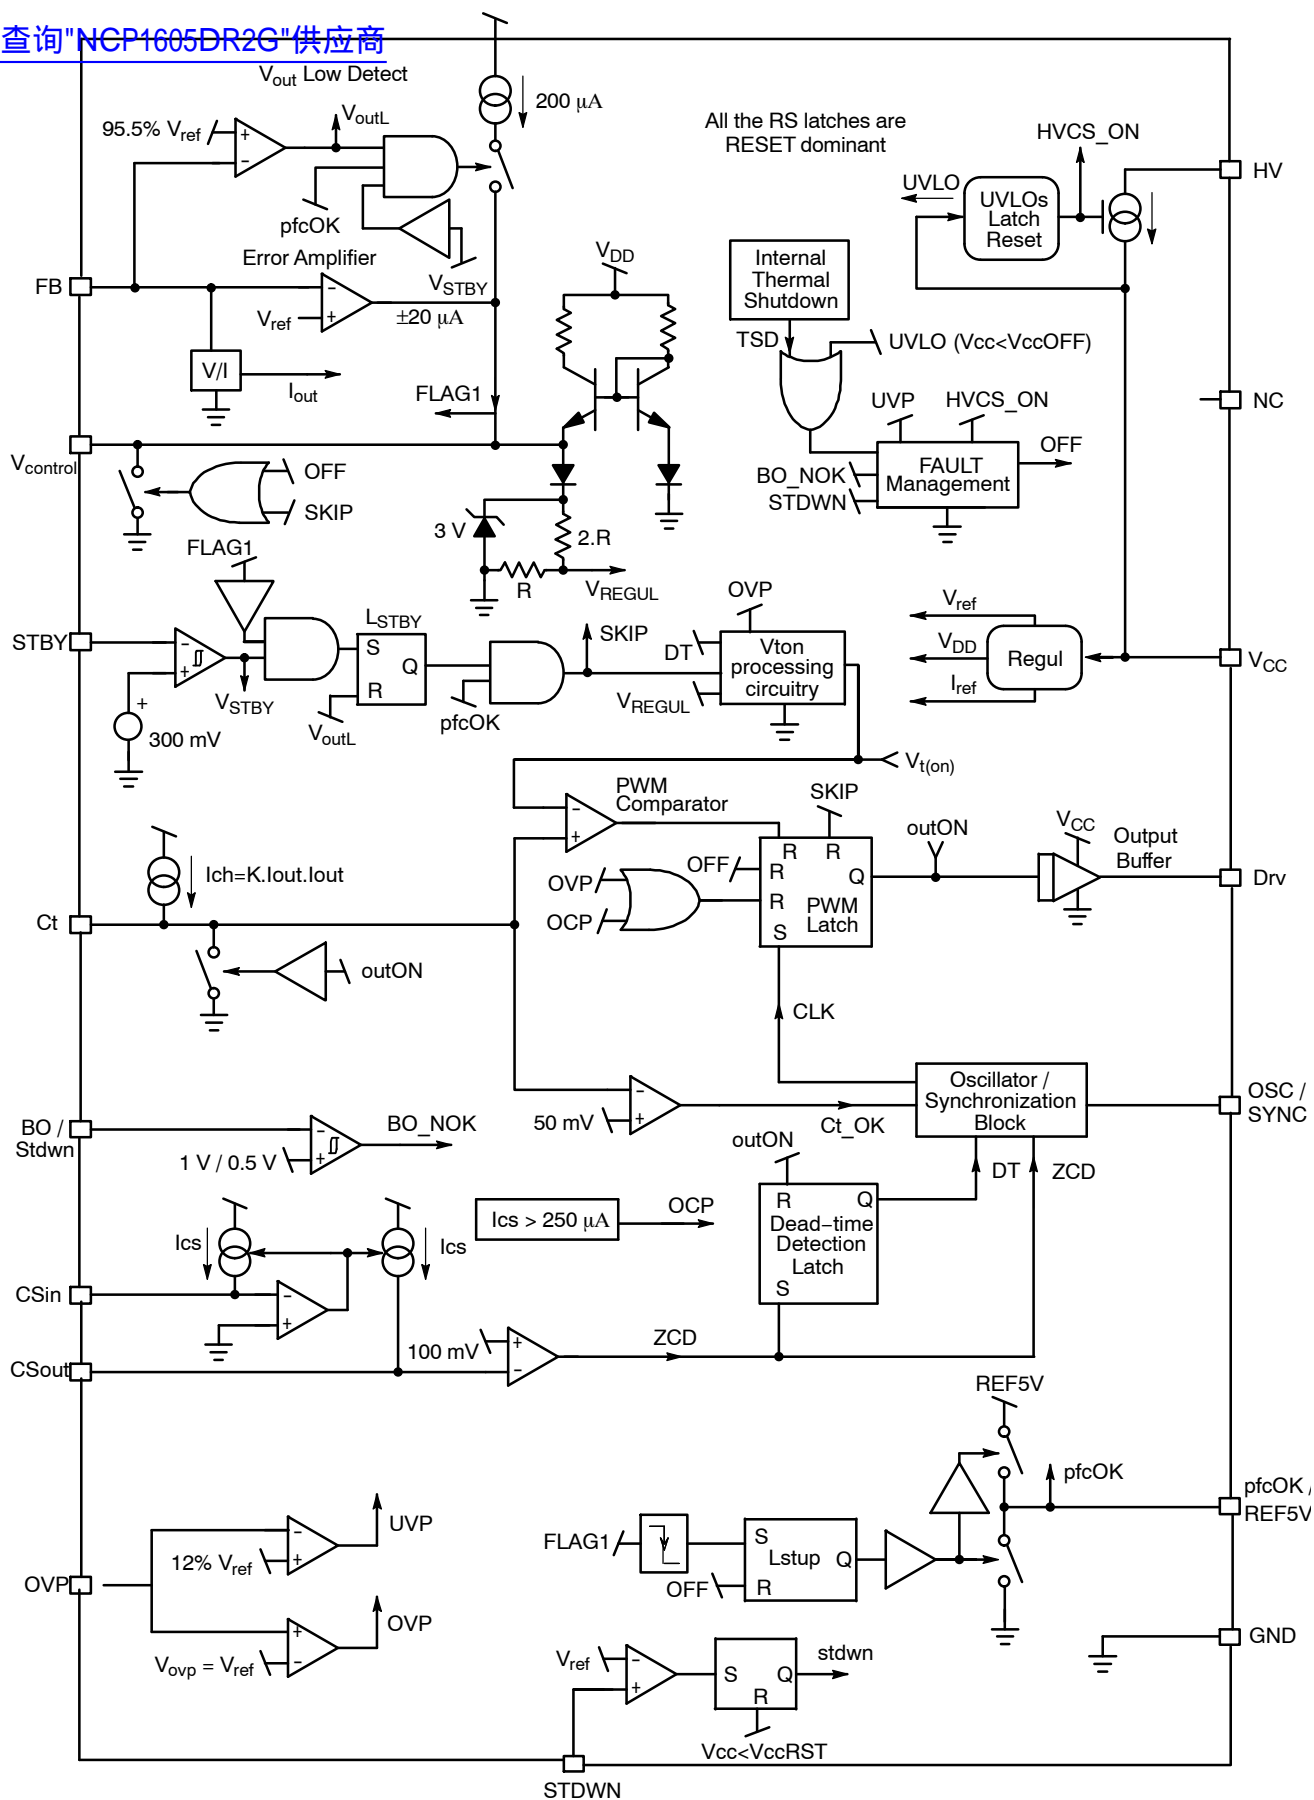 查询"NCP1605DR2G"供应商
Vout Low Detect
200 μA
95.5% Vref
VoutL
+
−
pfcOK
VSTBY
All the RS latches are
RESET dominant
HVCS_ON
UVLO
UVLOs
Latch
Reset
HV
Error Amplifier
FB
−
+
Vref
±20 μA
V/I
Iout
FLAG1
VDD
Internal
Thermal
Shutdown
TSD
UVLO (Vcc<VccOFF)
UVP
HVCS_ON
OFF
FAULT
Management
BO_NOK
STDWN
NC
Vcontrol
OFF
SKIP
3 V
2.R
R
VREGUL
FLAG1
STBY
−
+
VSTBY
+
300 mV
LSTBY
S
Q
R
VoutL
pfcOK
SKIP
OVP
DT
Vton
processing
circuitry
VREGUL
Vref
VDD
Iref
Regul
VCC
Vt(on)
−
+
PWM
Comparator
SKIP
Ich=K.Iout.Iout
Ct
outON
OVP
OCP
OFF
R
R
R
R
S
Q
PWM
Latch
outON
VCC
Output
Buffer
Drv
CLK
−
+
50 mV
Ct_OK
Oscillator /
Synchronization
Block
OSC /
SYNC
BO /
Stdwn
−
+
1 V / 0.5 V
BO_NOK
outON
DT
ZCD
Ics > 250 μA
OCP
R
Q
Dead−time
Detection
Latch
S
Ics
Ics
CSin
−
+
CSout
100 mV
+
−
ZCD
REF5V
pfcOK
pfcOK /
REF5V
FLAG1
OFF
S
Lstup
Q
R
OVP
−
+
12% Vref
UVP
+
−
Vovp = Vref
OVP
GND
Vref
−
+
S
Q
R
stdwn
Vcc<VccRST
STDWN